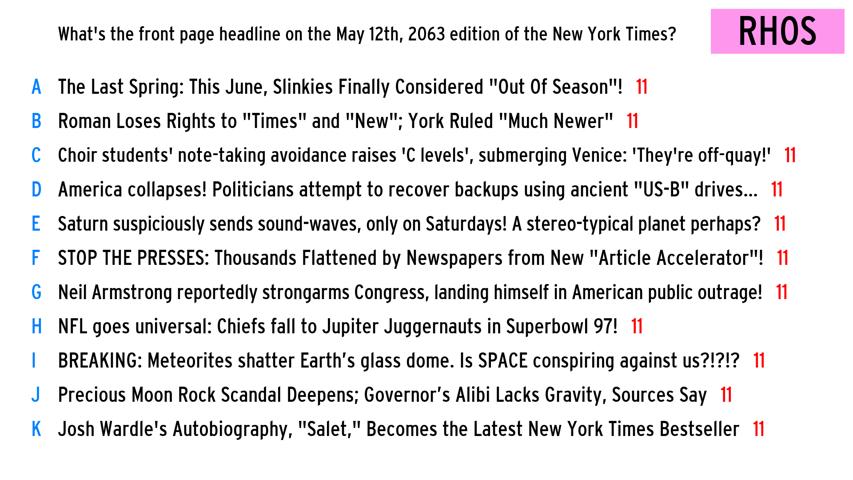 What's the front page headline on the May 12th, 2063 edition of the New York Times?
RHOS
A The Last Spring: This June, Slinkies Finally Considered "Out Of Season"! 11
B Roman Loses Rights to "Times" and "New"; York Ruled "Much Newer" 11
C Choir students' note-taking avoidance raises 'C levels', submerging Venice: 'They're off-quay!' 11
D America collapses! Politicians attempt to recover backups using ancient "US-B" drives... 11
E Saturn suspiciously sends sound-waves, only on Saturdays! A stereo-typical planet perhaps? 11
F STOP THE PRESSES: Thousands Flattened by Newspapers from New "Article Accelerator"! 11
G Neil Armstrong reportedly strongarms Congress, landing himself in American public outrage! 11
H NFL goes universal: Chiefs fall to Jupiter Juggernauts in Superbowl 97! 11
I BREAKING: Meteorites shatter Earth’s glass dome. Is SPACE conspiring against us?!?!? 11
J Precious Moon Rock Scandal Deepens; Governor’s Alibi Lacks Gravity, Sources Say 11
K Josh Wardle's Autobiography, "Salet," Becomes the Latest New York Times Bestseller 11